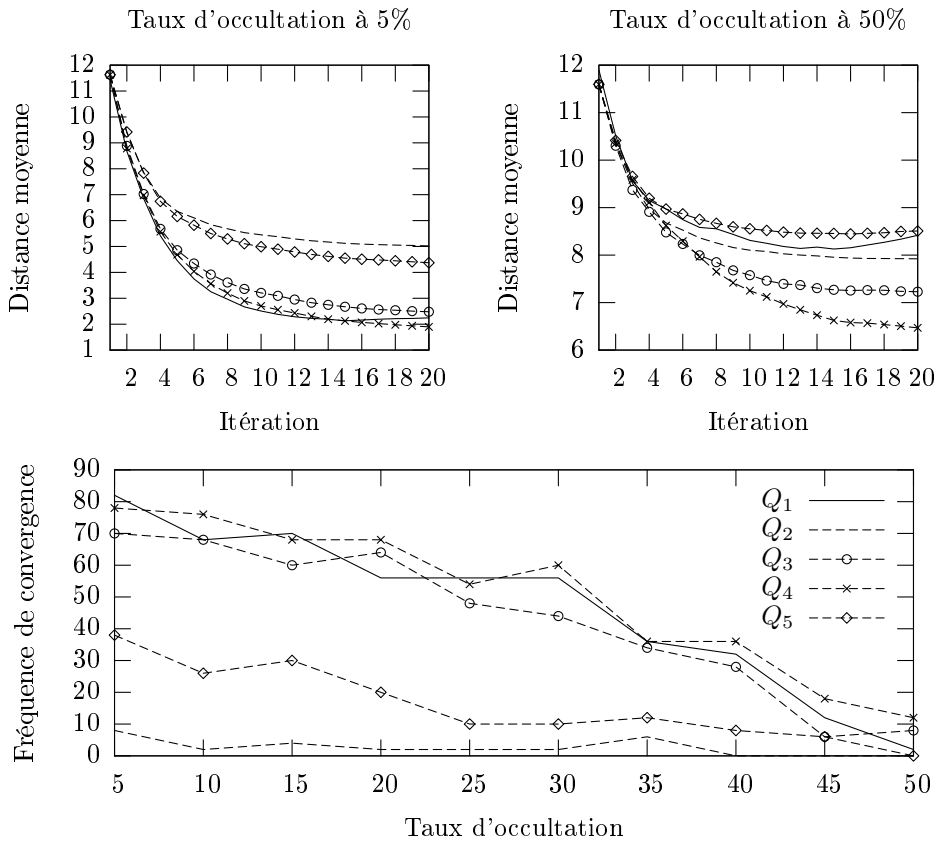 Taux d'occultation à 5%
Distance moyenne
12
11
10
9
8
7
6
5
4
3
2
1
2 4 6 8 10 12 14 16 18 20
Itération
Taux d'occultation à 50%
Distance moyenne
12
11
10
9
8
7
6
2 4 6 8 10 12 14 16 18 20
Itération
Fréquence de convergence
90
80
70
60
50
40
30
20
10
0
5 10 15 20 25 30 35 40 45 50
Taux d'occultation
Q1
Q2
Q3
Q4
Q5